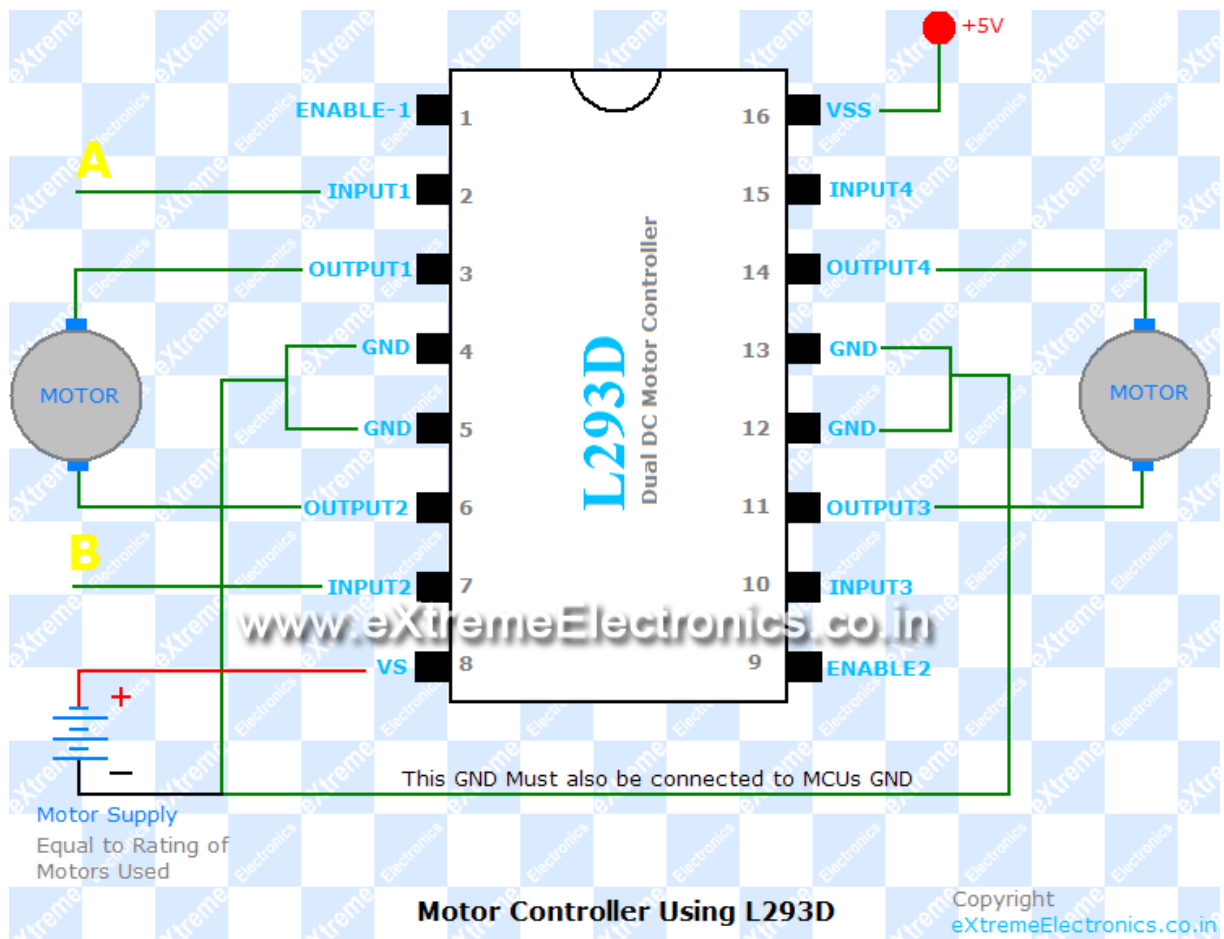 +5V
ENABLE-1
1
16
VSS
A
INPUT1
2
15
INPUT4
OUTPUT1
3
14
OUTPUT4
GND
4
13
GND
MOTOR
L293D
Dual DC Motor Controller
MOTOR
GND
5
12
GND
OUTPUT2
6
11
OUTPUT3
B
INPUT2
7
10
INPUT3
www.eXtremeElectronics.co.in
VS
8
9
ENABLE2
+
−
This GND Must also be connected to MCUs GND
Motor Supply
Equal to Rating of
Motors Used
Motor Controller Using L293D
Copyright
eXtremeElectronics.co.in
eXtreme
Electronics